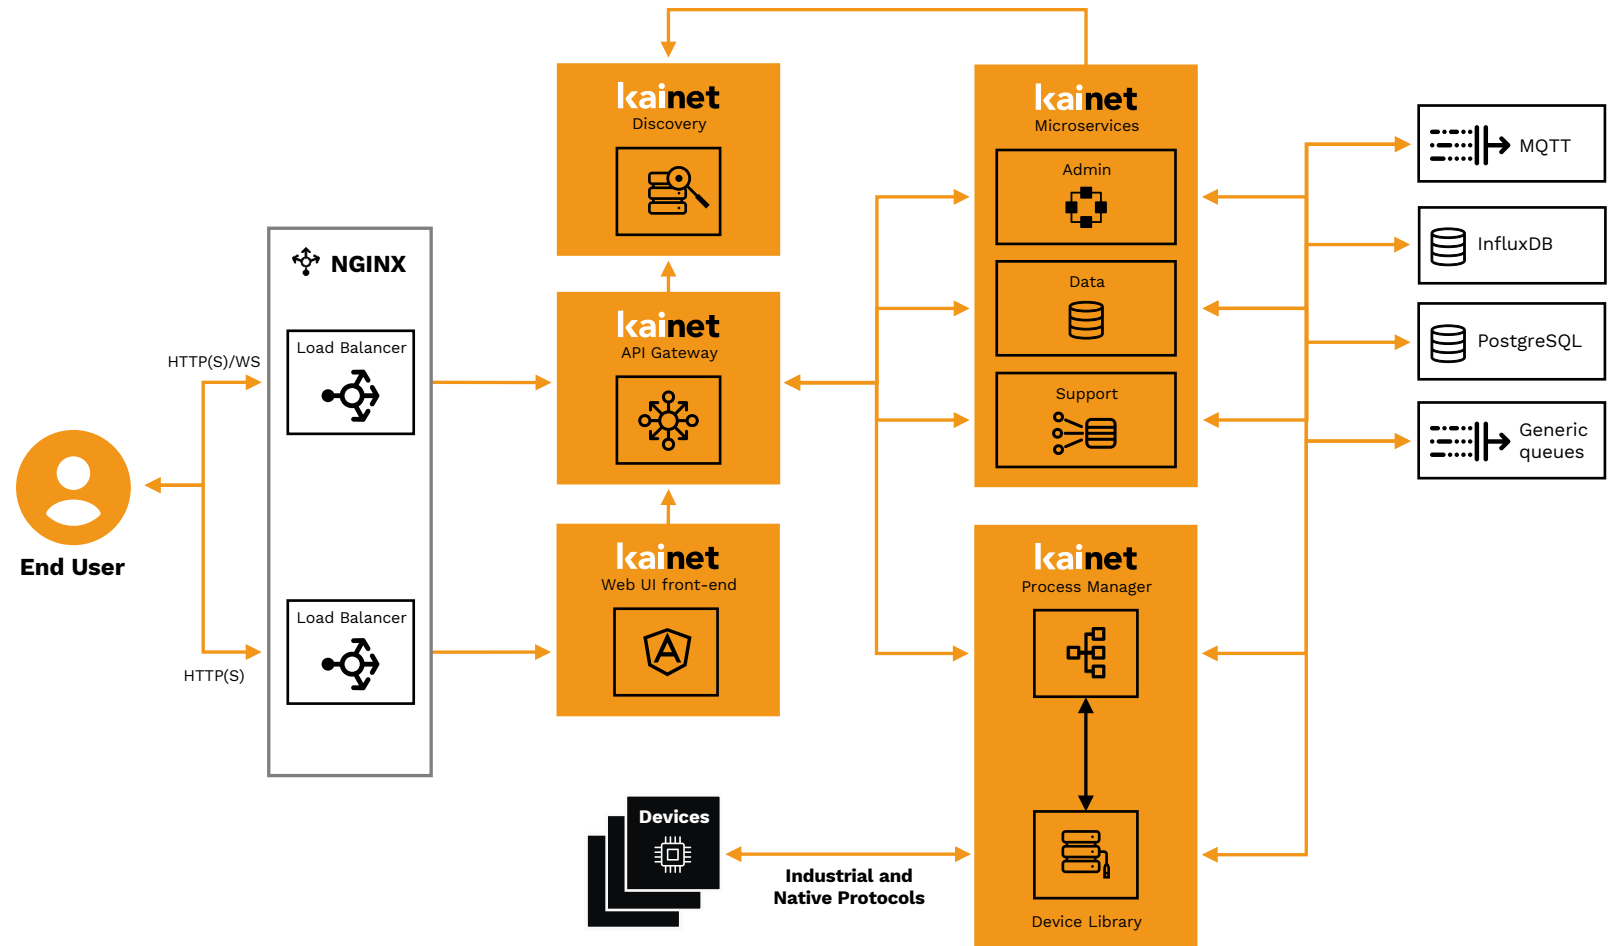 kainet
Discovery
kainet
Microservices
Admin
Data
Support
MQTT
InfluxDB
PostgreSQL
Generic
queues
NGINX
Load Balancer
HTTP(S)/WS
kainet
API Gateway
End User
Load Balancer
HTTP(S)
kainet
Web UI front-end
kainet
Process Manager
Devices
Industrial and
Native Protocols
Device Library